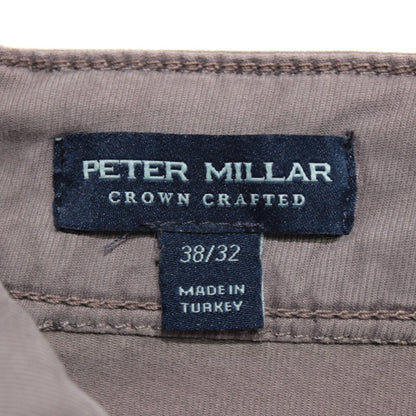 PETER MILLAR
CROWN CRAFTED
38/32
MADE IN
TURKEY